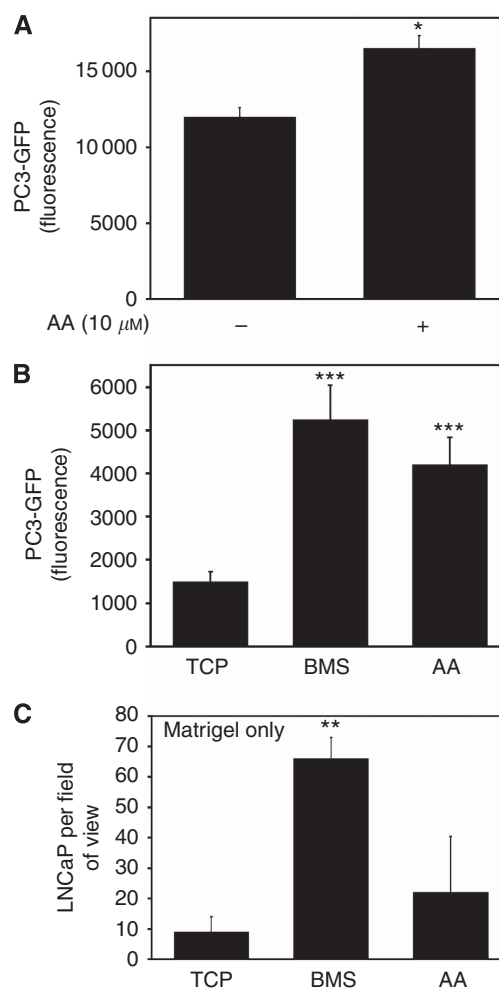 A
PC3-GFP
(fluorescence)
15 000
10 000
5000
0
*
AA (10 μM)
–
+
B
PC3-GFP
(fluorescence)
6000
5000
4000
3000
2000
1000
0
***
***
TCP
BMS
AA
C
LNCaP per field
of view
80
70
60
50
40
30
20
10
0
Matrigel only
**
TCP
BMS
AA